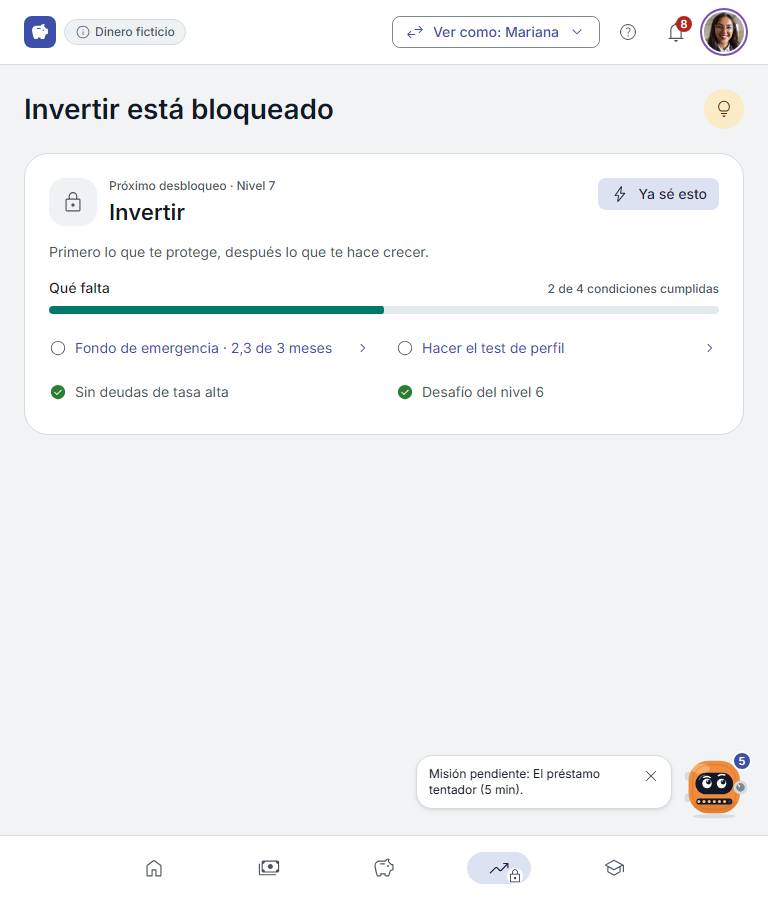 Dinero ficticio
Ver como: Mariana
8
Invertir está bloqueado
Próximo desbloqueo · Nivel 7
Invertir
Ya sé esto
Primero lo que te protege, después lo que te hace crecer.
Qué falta
2 de 4 condiciones cumplidas
Fondo de emergencia · 2,3 de 3 meses
Hacer el test de perfil
Sin deudas de tasa alta
Desafío del nivel 6
Misión pendiente: El préstamo
tentador (5 min).
5